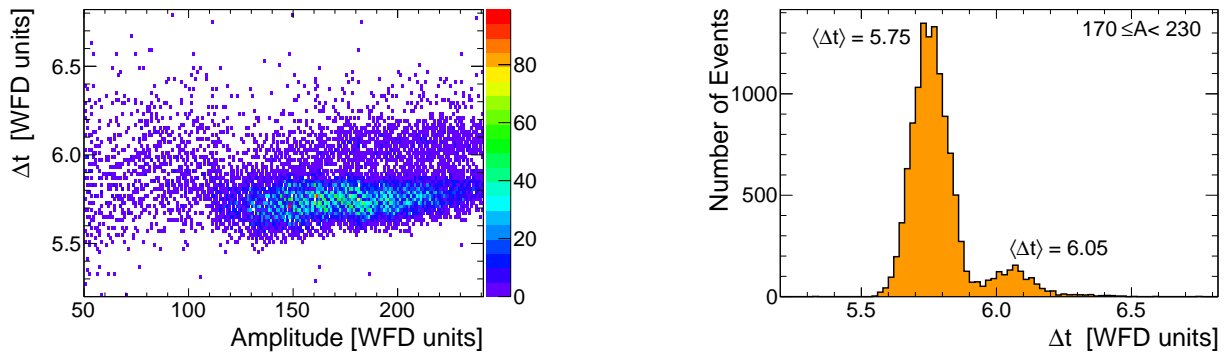 Δt [WFD units]
6.5
6.0
5.5
50
100
150
200
Amplitude [WFD units]
80
60
40
20
0
Number of Events
1000
500
0
⟨Δt⟩ = 5.75
170 ≤A< 230
⟨Δt⟩ = 6.05
5.5
6.0
6.5
Δt [WFD units]